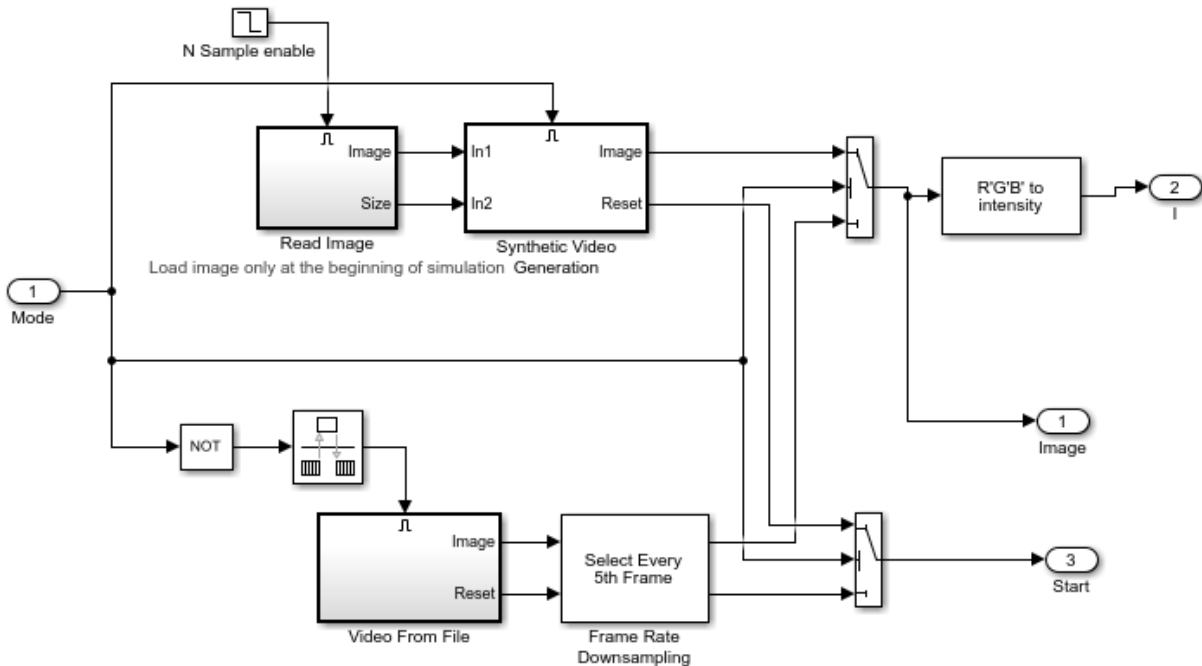 N Sample enable
Image
Size
Read Image
In1
In2
Image
Reset
Synthetic Video
Generation
Load image only at the beginning of simulation
R'G'B' to
intensity
2
I
1
Mode
1
Image
NOT
Image
Reset
Video From File
Select Every
5th Frame
Frame Rate
Downsampling
3
Start